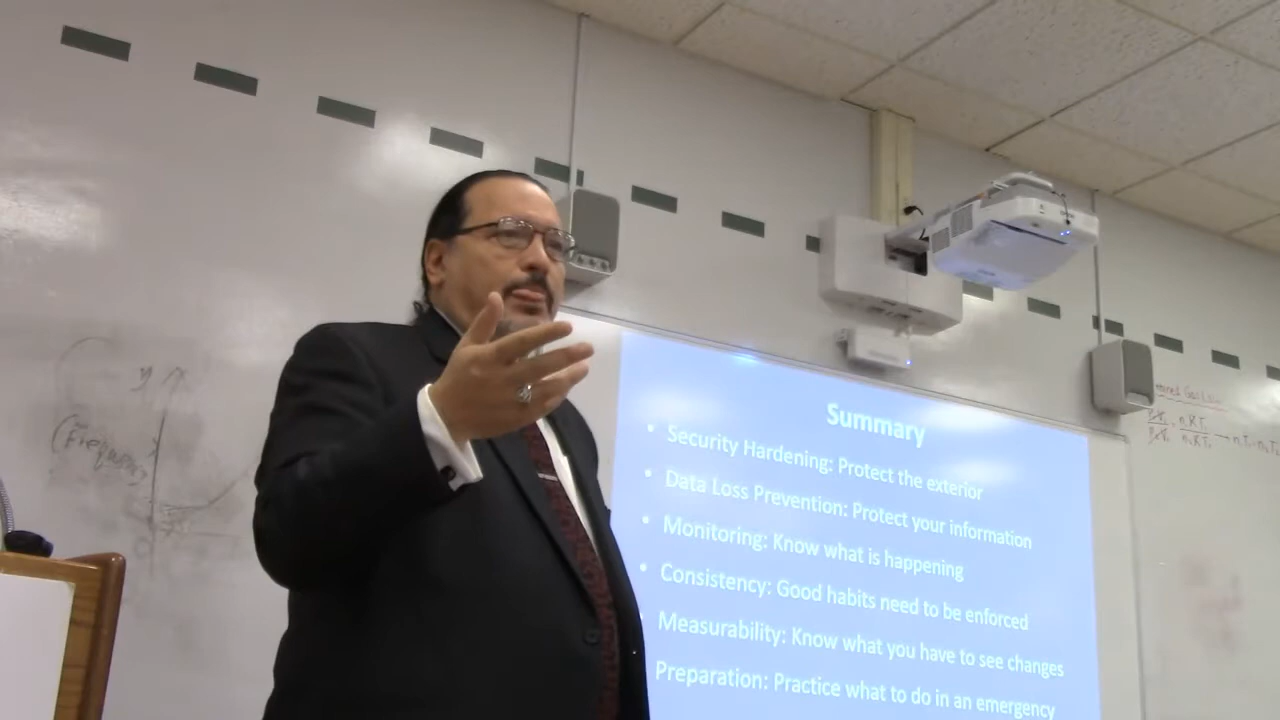 Summary
• Security Hardening: Protect the exterior
• Data Loss Prevention: Protect your information
• Monitoring: Know what is happening
• Consistency: Good habits need to be enforced
Measurability: Know what you have to see changes
Preparation: Practice what to do in an emergency
(Frequency)